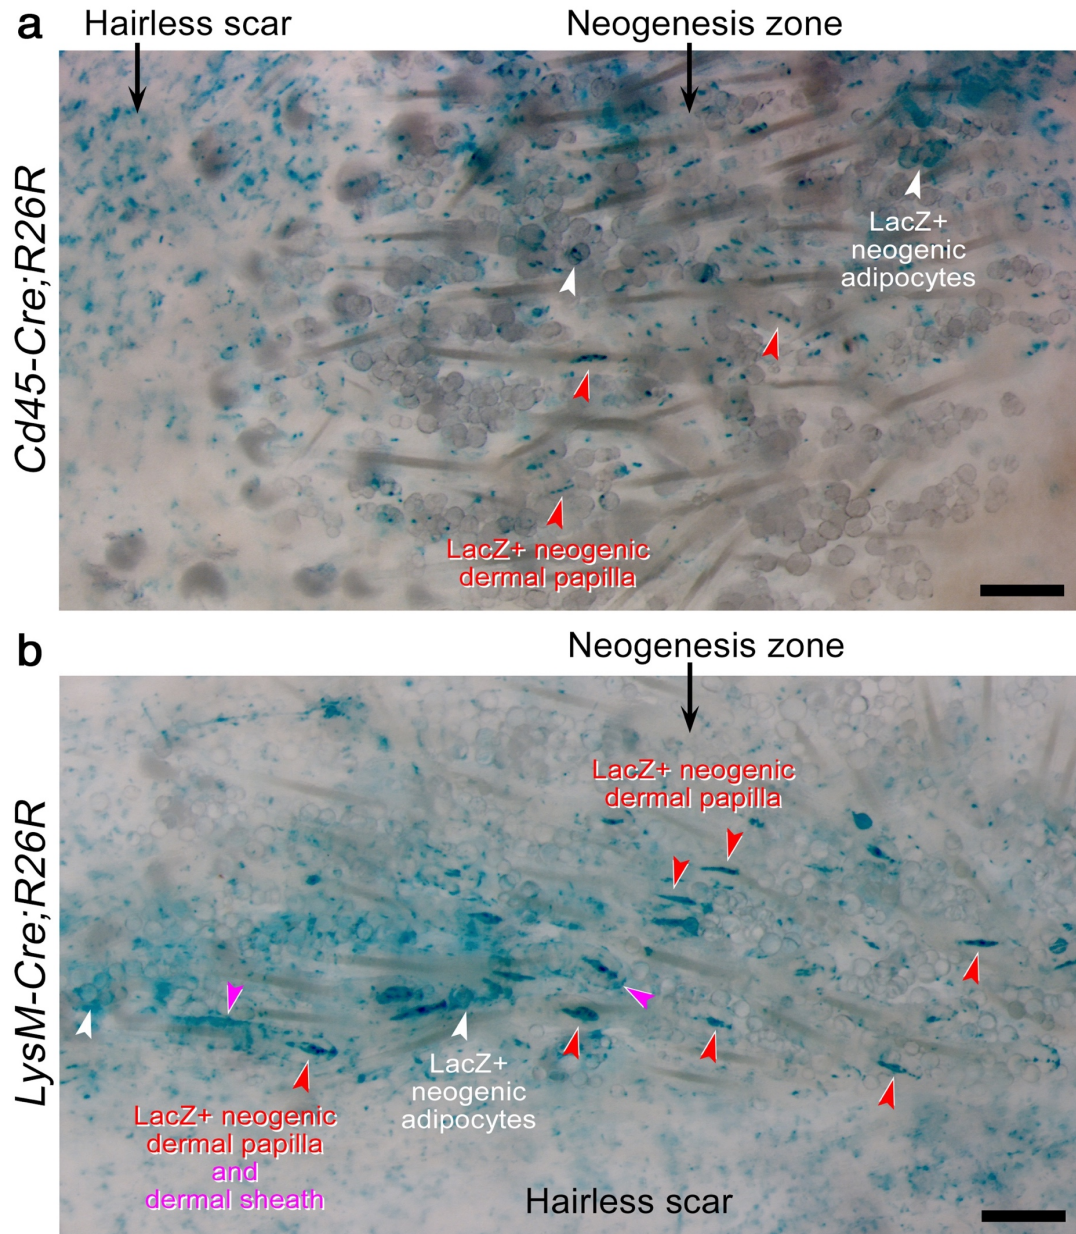 a
Hairless scar
Neogenesis zone
Cd45-Cre;R26R
LacZ+
neogenic
adipocytes
LacZ+ neogenic
dermal papilla
b
Neogenesis zone
LysM-Cre;R26R
LacZ+ neogenic
dermal papilla
LacZ+
neogenic
adipocytes
LacZ+ neogenic
dermal papilla
and
dermal sheath
Hairless scar